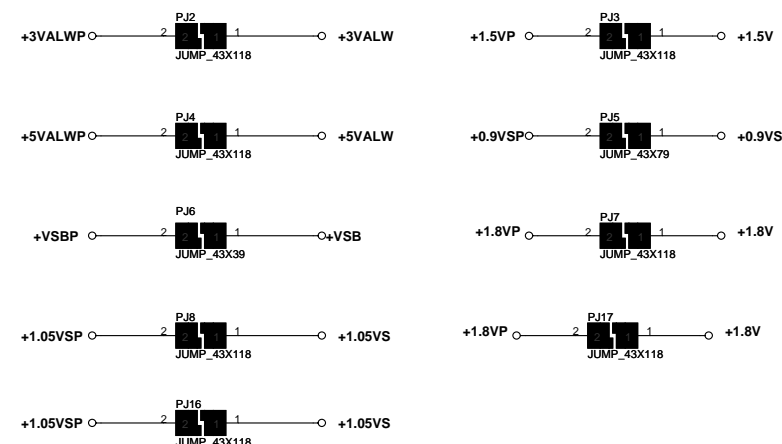 PJ2
+3VALWP 2 2 1 1 +3VALW
JUMP_43X118
PJ3
+1.5VP 2 2 1 1 +1.5V
JUMP_43X118
PJ4
+5VALWP 2 2 1 1 +5VALW
JUMP_43X118
PJ5
+0.9VSP 2 2 1 1 +0.9VS
JUMP_43X79
PJ6
+VSBP 2 2 1 1 +VSB
JUMP_43X39
PJ7
+1.8VP 2 2 1 1 +1.8V
JUMP_43X118
PJ8
+1.05VSP 2 2 1 1 +1.05VS
JUMP_43X118
PJ17
+1.8VP 2 2 1 1 +1.8V
JUMP_43X118
PJ16
+1.05VSP 2 2 1 1 +1.05VS
JUMP_43X118